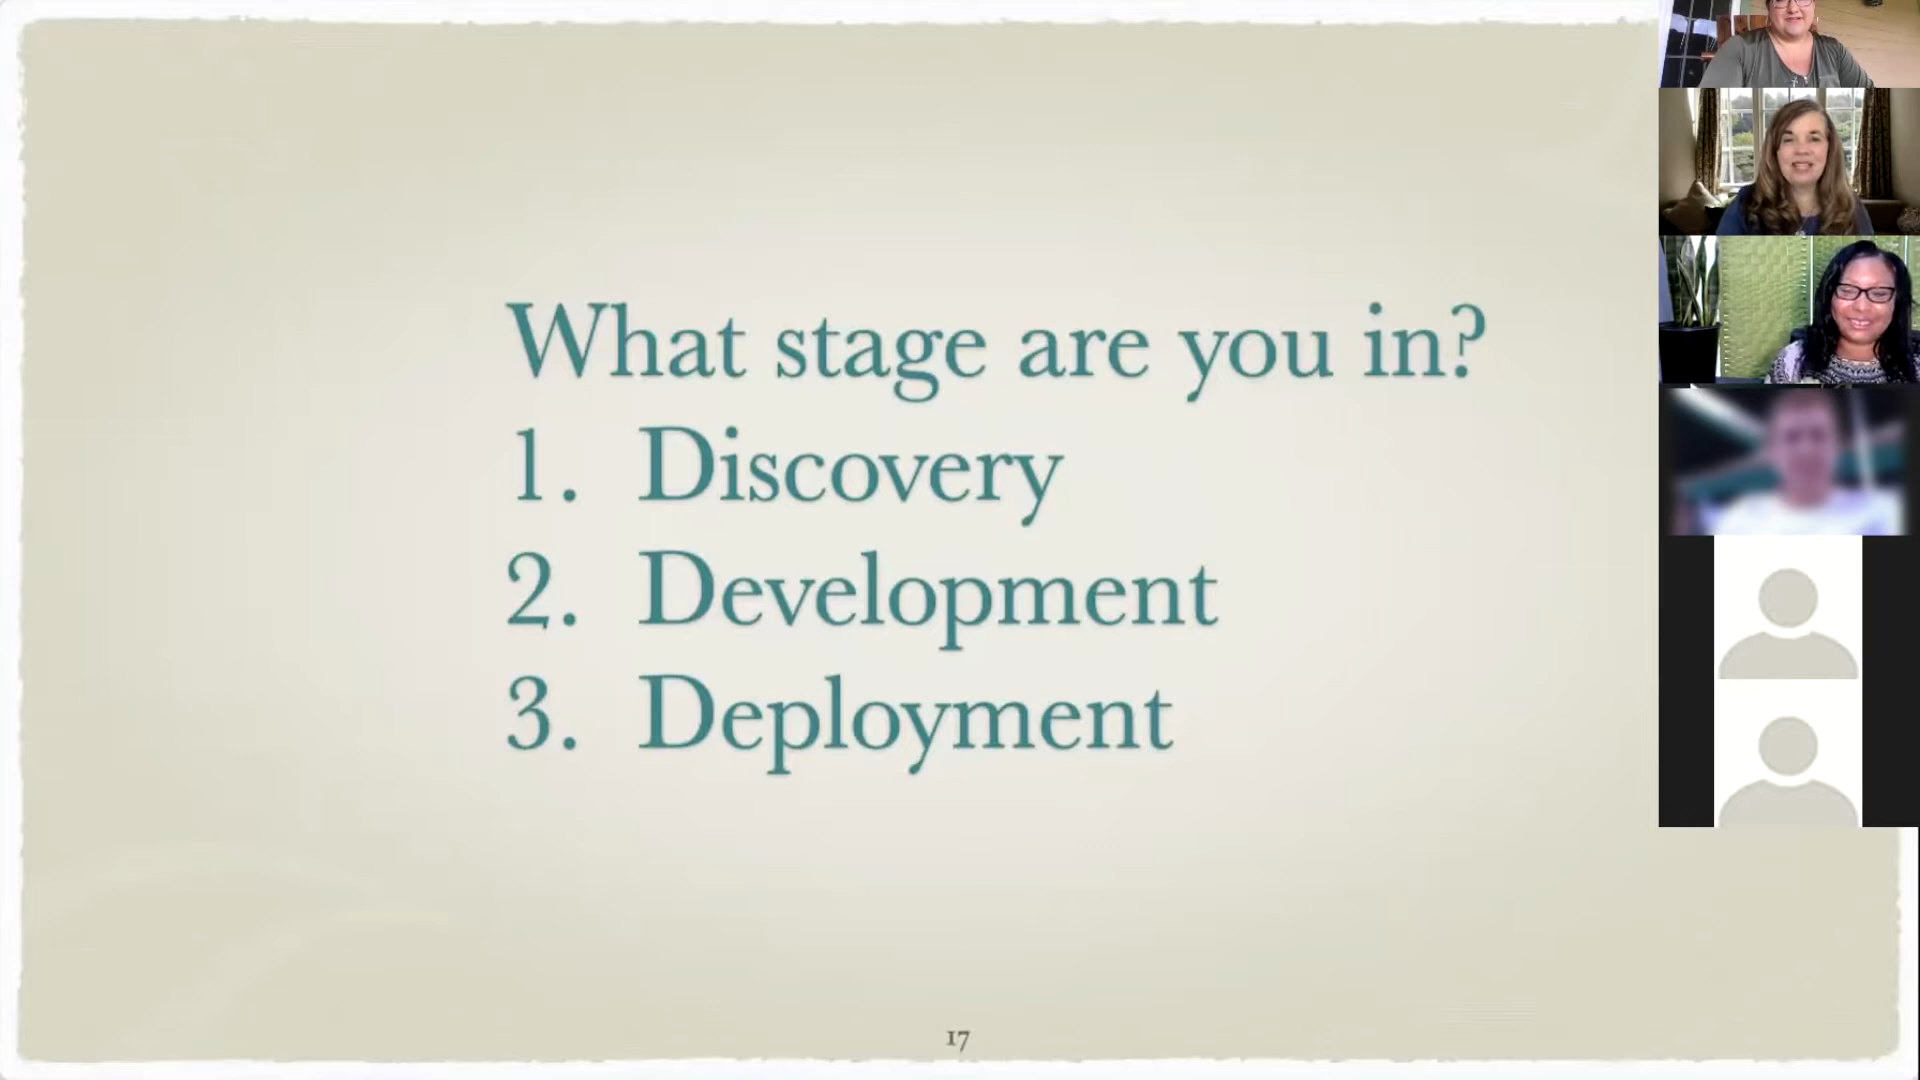 What stage are you in?
1. Discovery
2. Development
3. Deployment
17